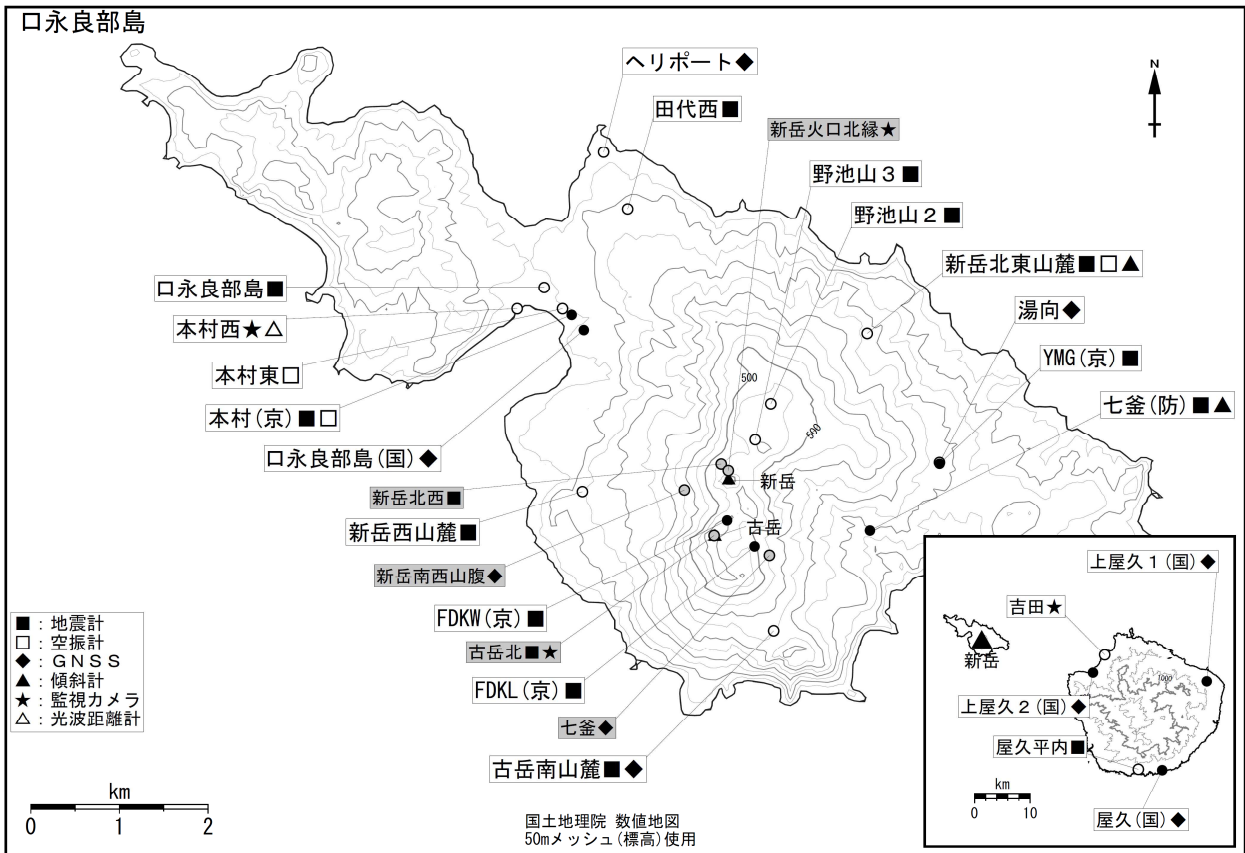 口永良部島
N
ヘリポート◆
田代西■
新岳火口北縁★
野池山3■
野池山2■
新岳北東山麓■□▲
口永良部島■
湯向◆
本村西★△
YMG(京)■
本村東□
500
七釜(防)■▲
本村(京)■□
500
口永良部島(国)◆
新岳
新岳北西■
新岳西山麓■
古岳
新岳南西山腹◆
FDKW(京)■
古岳北■★
FDKL(京)■
七釜◆
古岳南山麓■◆
■：地震計
□：空振計
◆：GNSS
▲：傾斜計
★：監視カメラ
△：光波距離計
km
0 1 2
国土地理院 数値地図
50mメッシュ(標高)使用
上屋久1(国)◆
吉田★
新岳
1000
上屋久2(国)◆
屋久平内■
km
0 10
屋久(国)◆